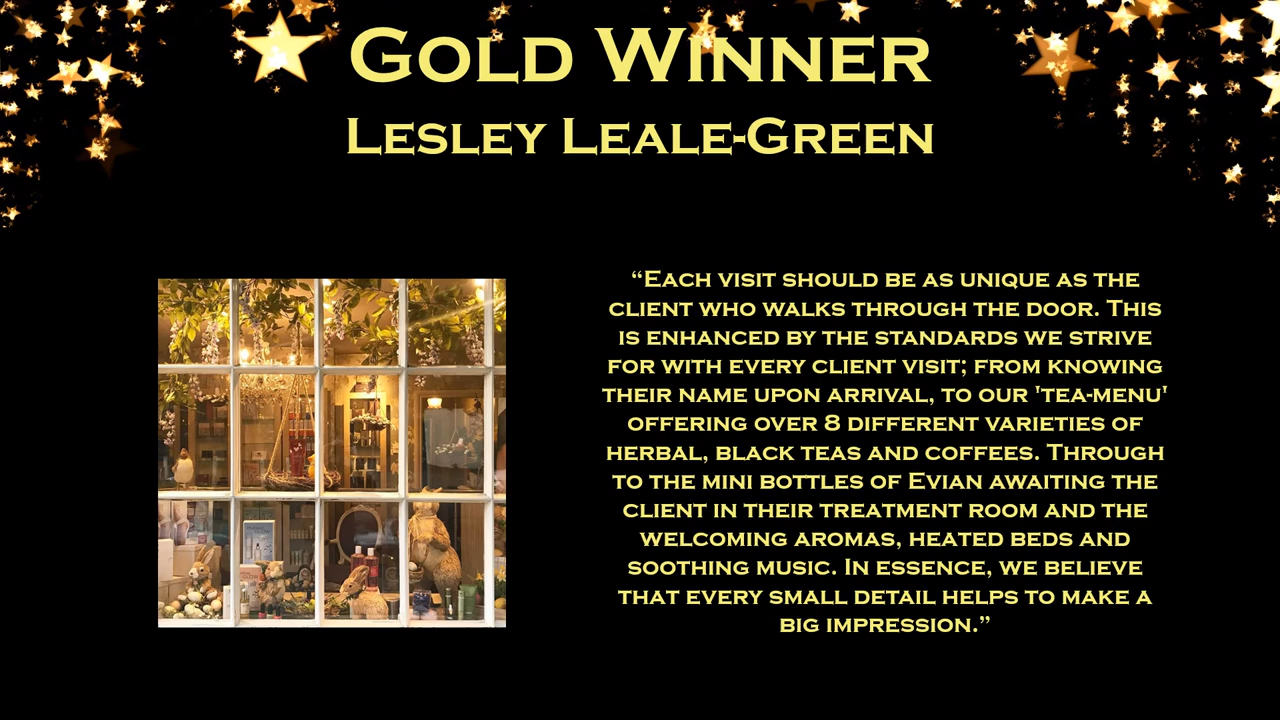 Gold Winner
Lesley Leale-Green
“Each visit should be as unique as the
client who walks through the door. This
is enhanced by the standards we strive
for with every client visit; from knowing
their name upon arrival, to our 'tea-menu'
offering over 8 different varieties of
herbal, black teas and coffees. Through
to the mini bottles of Evian awaiting the
client in their treatment room and the
welcoming aromas, heated beds and
soothing music. In essence, we believe
that every small detail helps to make a
big impression.”